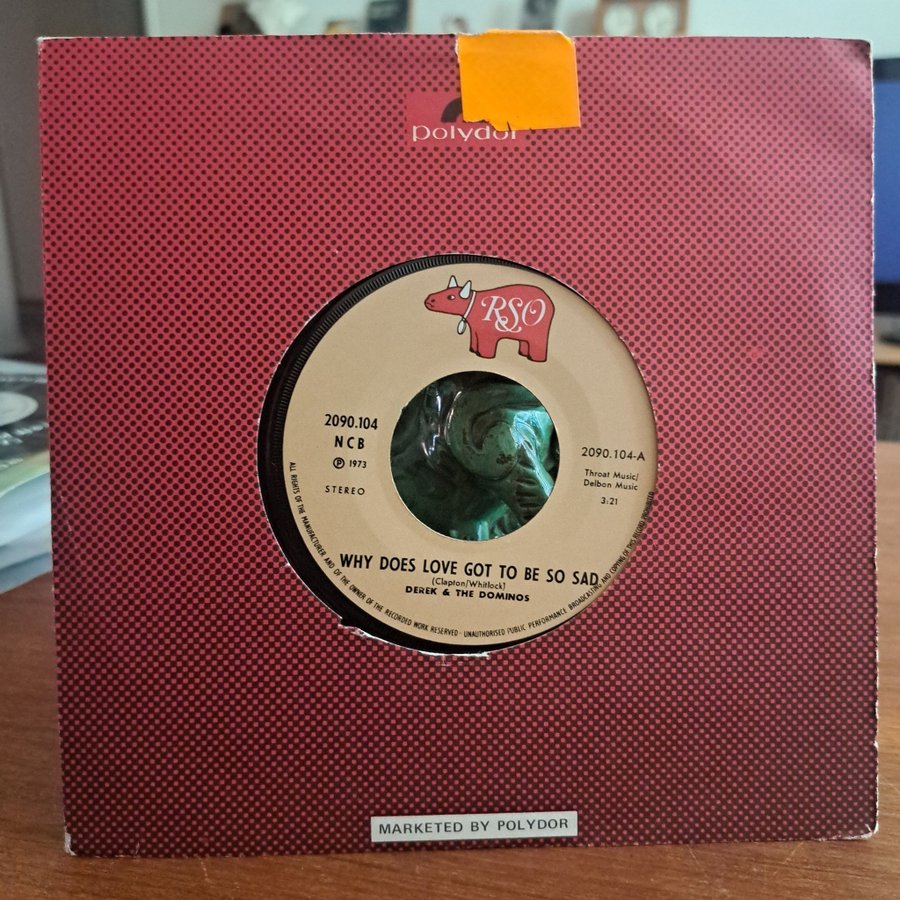 polydor
RSO
2090.104
NCB
℗ 1973
STEREO
2090.104-A
Throat Music/
Delbon Music
3:21
WHY DOES LOVE GOT TO BE SO SAD
(Clapton/Whitlock)
DEREK & THE DOMINOS
ALL RIGHTS OF THE MANUFACTURER AND OF THE OWNER OF THE RECORDED WORK RESERVED · UNAUTHORISED PUBLIC PERFORMANCE BROADCASTING AND COPYING OF THIS RECORD PROHIBITED
MARKETED BY POLYDOR